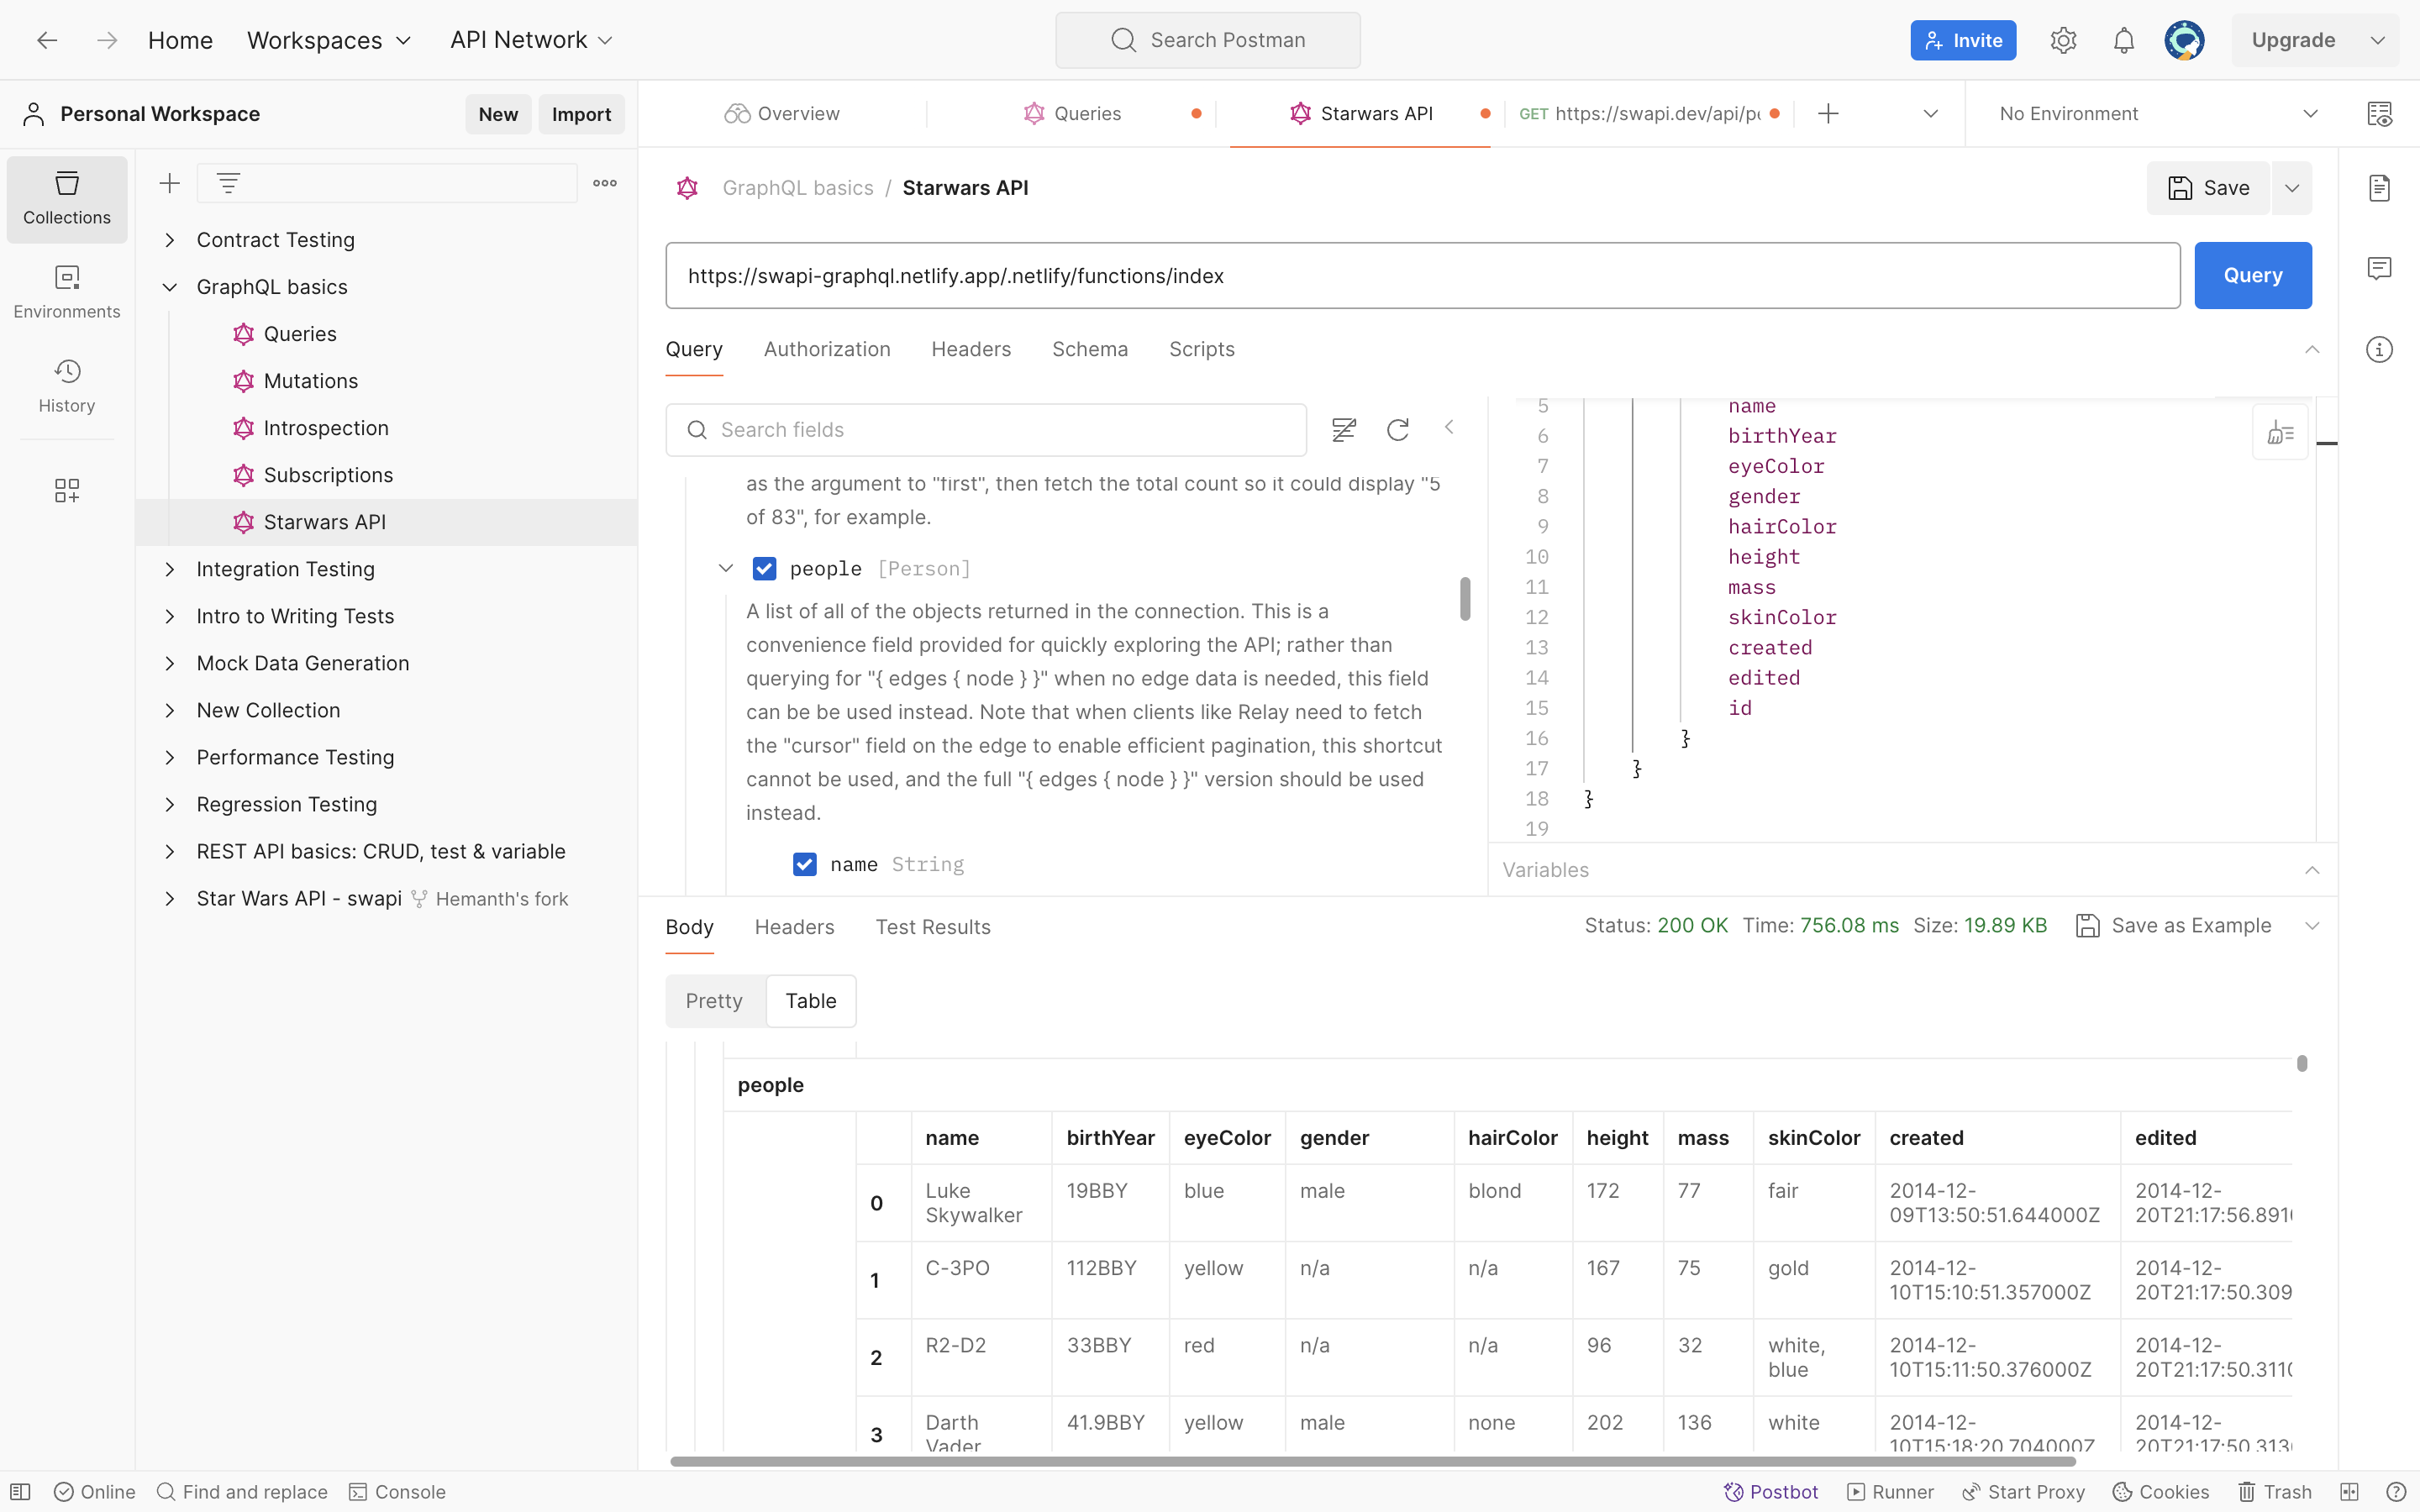 Home Workspaces API Network Search Postman Invite Upgrade
Personal Workspace New Import
Overview Queries Starwars API GET https://swapi.dev/api/p No Environment
Collections
Environments
History
Contract Testing
GraphQL basics
Queries
Mutations
Introspection
Subscriptions
Starwars API
Integration Testing
Intro to Writing Tests
Mock Data Generation
New Collection
Performance Testing
Regression Testing
REST API basics: CRUD, test & variable
Star Wars API - swapi Hemanth's fork
GraphQL basics / Starwars API Save
https://swapi-graphql.netlify.app/.netlify/functions/index Query
Query Authorization Headers Schema Scripts
Search fields
as the argument to "first", then fetch the total count so it could display "5
of 83", for example.
people [Person]
A list of all of the objects returned in the connection. This is a
convenience field provided for quickly exploring the API; rather than
querying for "{ edges { node } }" when no edge data is needed, this field
can be be used instead. Note that when clients like Relay need to fetch
the "cursor" field on the edge to enable efficient pagination, this shortcut
cannot be used, and the full "{ edges { node } }" version should be used
instead.
name String
5 name
6 birthYear
7 eyeColor
8 gender
9 hairColor
10 height
11 mass
12 skinColor
13 created
14 edited
15 id
16 }
17 }
18 }
19
Variables
Body Headers Test Results Status: 200 OK Time: 756.08 ms Size: 19.89 KB Save as Example
Pretty Table
people
name birthYear eyeColor gender hairColor height mass skinColor created edited
0 Luke Skywalker 19BBY blue male blond 172 77 fair 2014-12-09T13:50:51.644000Z 2014-12-20T21:17:56.891
1 C-3PO 112BBY yellow n/a n/a 167 75 gold 2014-12-10T15:10:51.357000Z 2014-12-20T21:17:50.309
2 R2-D2 33BBY red n/a n/a 96 32 white, blue 2014-12-10T15:11:50.376000Z 2014-12-20T21:17:50.311
3 Darth Vader 41.9BBY yellow male none 202 136 white 2014-12-10T15:18:20.704000Z 2014-12-20T21:17:50.313
Online Find and replace Console Postbot Runner Start Proxy Cookies Trash